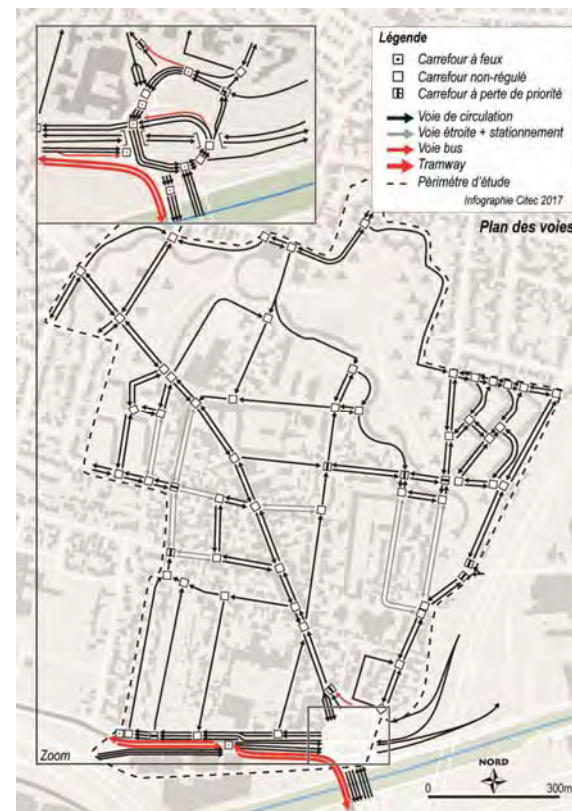 Légende
Carrefour à feux
Carrefour non-régulé
Carrefour à perte de priorité
Voie de circulation
Voie étroite + stationnement
Voie bus
Tramway
Périmètre d'étude
Infographie Citec 2017
Plan des voies
Zoom
NORD
0 300m